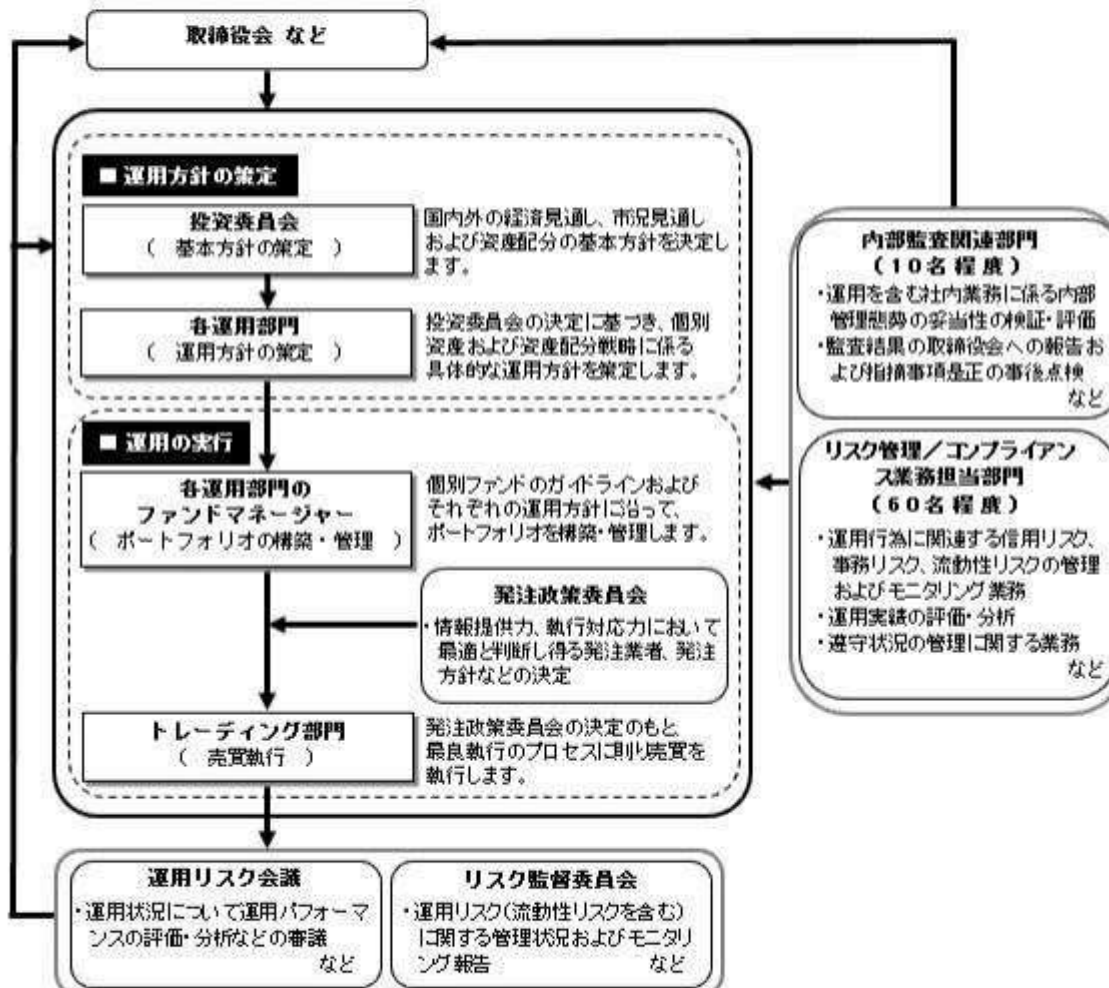 取締役会 など
■ 運用方針の策定
投資委員会
( 基本方針の策定 )
国内外の経済見通し、市況見通し
および資産配分の基本方針を決定し
ます。
各運用部門
( 運用方針の策定 )
投資委員会の決定に基づき、個別
資産および資産配分戦略に係る
具体的な運用方針を策定します。
■ 運用の実行
各運用部門の
ファンドマネージャー
( ポートフォリオの構築・管理 )
個別ファンドのガイドラインおよび
それぞれの運用方針に沿って、
ポートフォリオを構築・管理します。
発注政策委員会
・情報提供力、執行対応力において
最適と判断し得る発注業者、発注
方針などの決定
トレーディング部門
( 売買執行 )
発注政策委員会の決定のもと
最良執行のプロセスに則り売買を
執行します。
内部監査関連部門
(10名程度)
・運用を含む社内業務に係る内部
管理態勢の妥当性の検証・評価
・監査結果の取締役会への報告お
よび指摘事項是正の事後点検
など
リスク管理/コンプライアン
ス業務担当部門
(60名程度)
・運用行為に関連する信用リスク、
事務リスク、流動性リスクの管理
およびモニタリング業務
・運用実績の評価・分析
・遵守状況の管理に関する業務
など
運用リスク会議
・運用状況について運用パフォーマ
ンスの評価・分析などの審議
など
リスク監督委員会
・運用リスク(流動性リスクを含む)
に関する管理状況およびモニタリ
ング報告 など